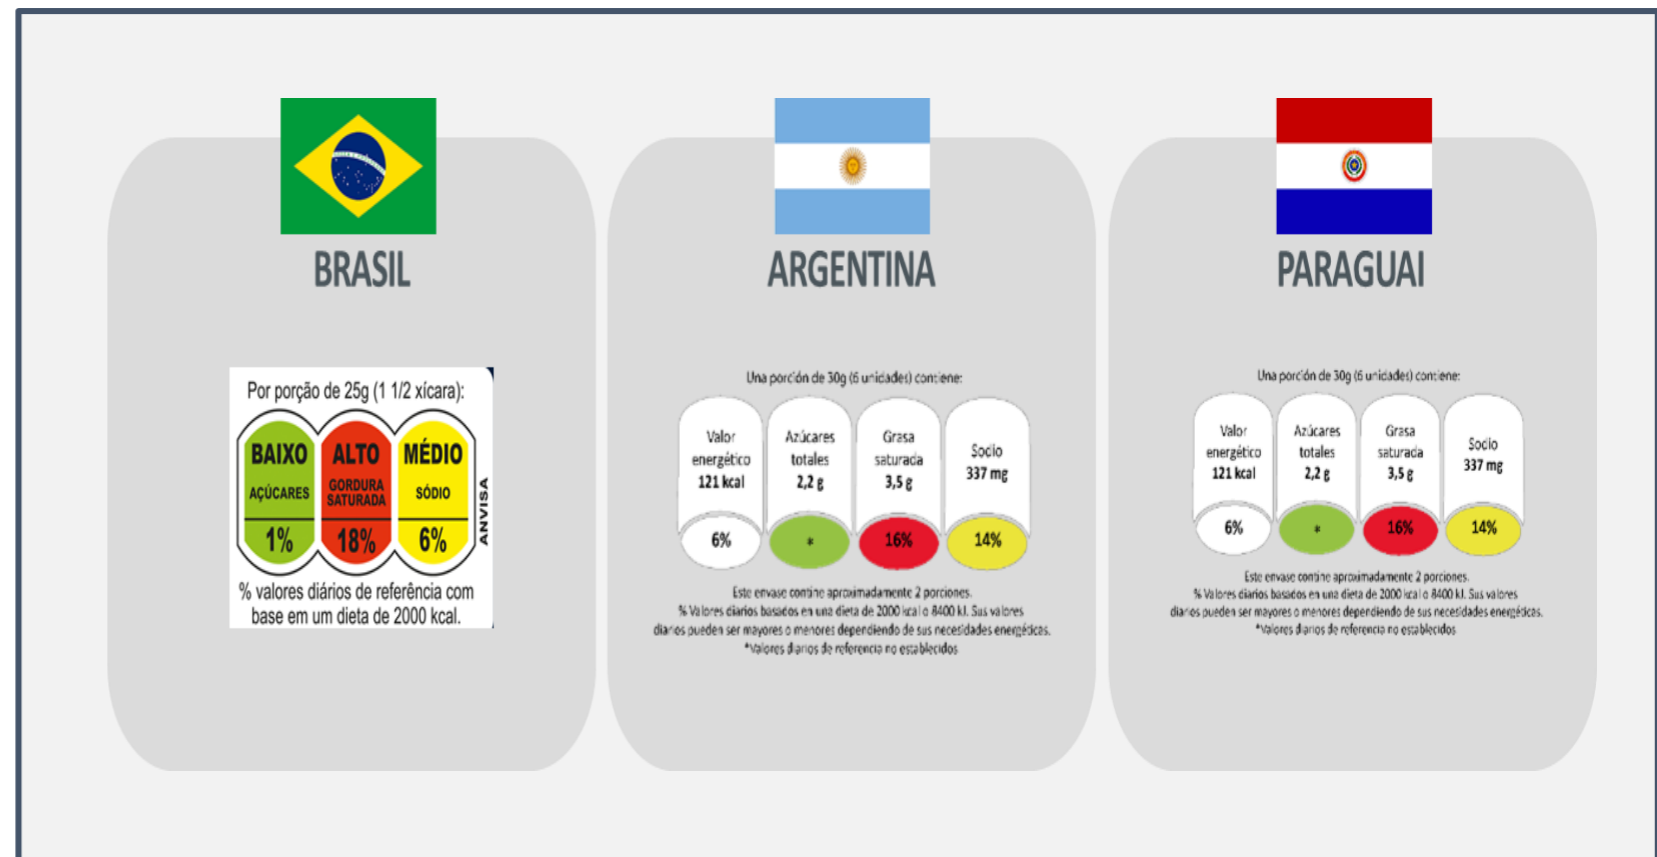 BRASIL
Por porção de 25g (1 1/2 xícara):
BAIXO
AÇÚCARES
1%
ALTO
GORDURA
SATURADA
18%
MÉDIO
SÓDIO
6%
ANVISA
% valores diários de referência com
base em um dieta de 2000 kcal.
ARGENTINA
Una porción de 30g (6 unidades) contiene:
Valor
energético
121 kcal
6%
Azúcares
totales
2,2 g
*
Grasa
saturada
3,5 g
16%
Sodio
337 mg
14%
Este envase contine aproximadamente 2 porciones.
% Valores diarios basados en una dieta de 2000 kcal o 8400 kJ. Sus valores
diarios pueden ser mayores o menores dependiendo de sus necesidades energéticas.
*Valores diarios de referencia no establecidos
PARAGUAI
Una porción de 30g (6 unidades) contiene:
Valor
energético
121 kcal
6%
Azúcares
totales
2,2 g
*
Grasa
saturada
3,5 g
16%
Sodio
337 mg
14%
Este envase contine aproximadamente 2 porciones.
% Valores diarios basados en una dieta de 2000 kcal o 8400 kJ. Sus valores
diarios pueden ser mayores o menores dependiendo de sus necesidades energéticas.
*Valores diarios de referencia no establecidos